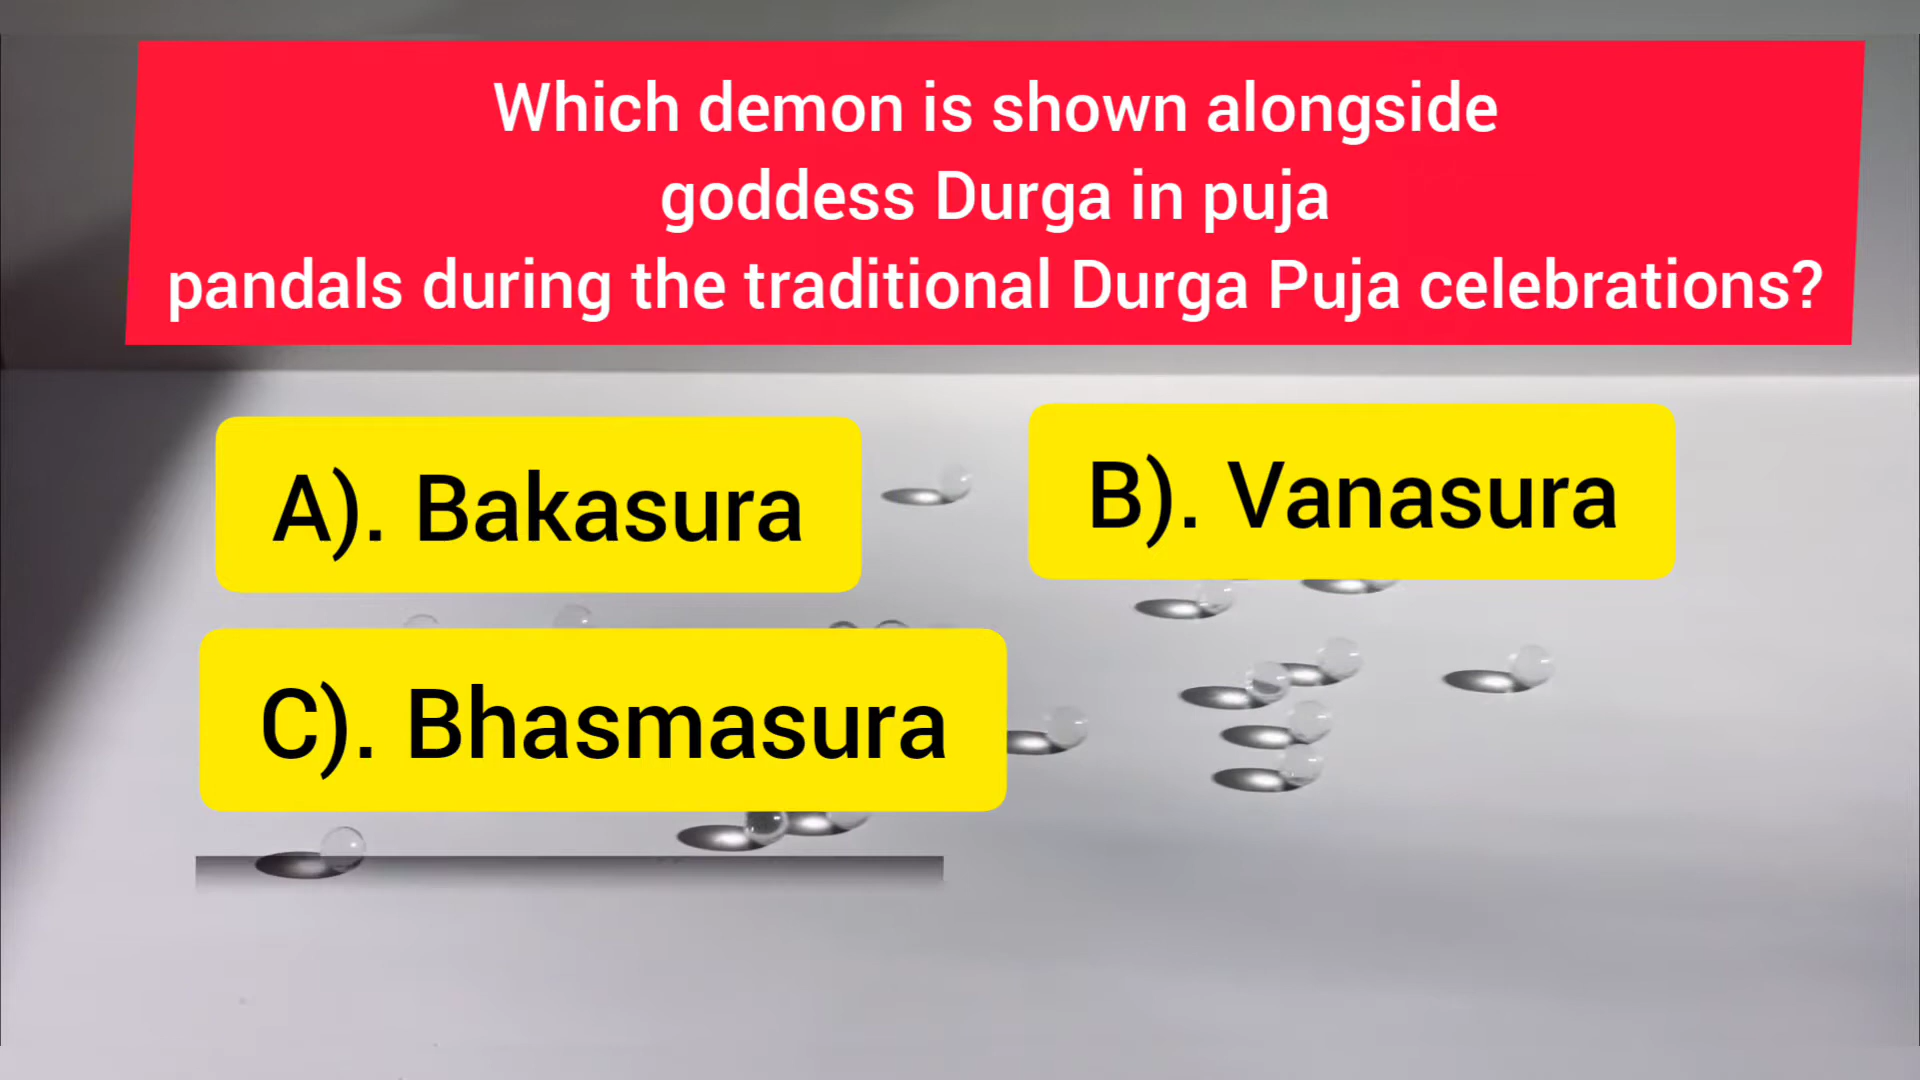 Which demon is shown alongside
goddess Durga in puja
pandals during the traditional Durga Puja celebrations?
A). Bakasura
B). Vanasura
C). Bhasmasura